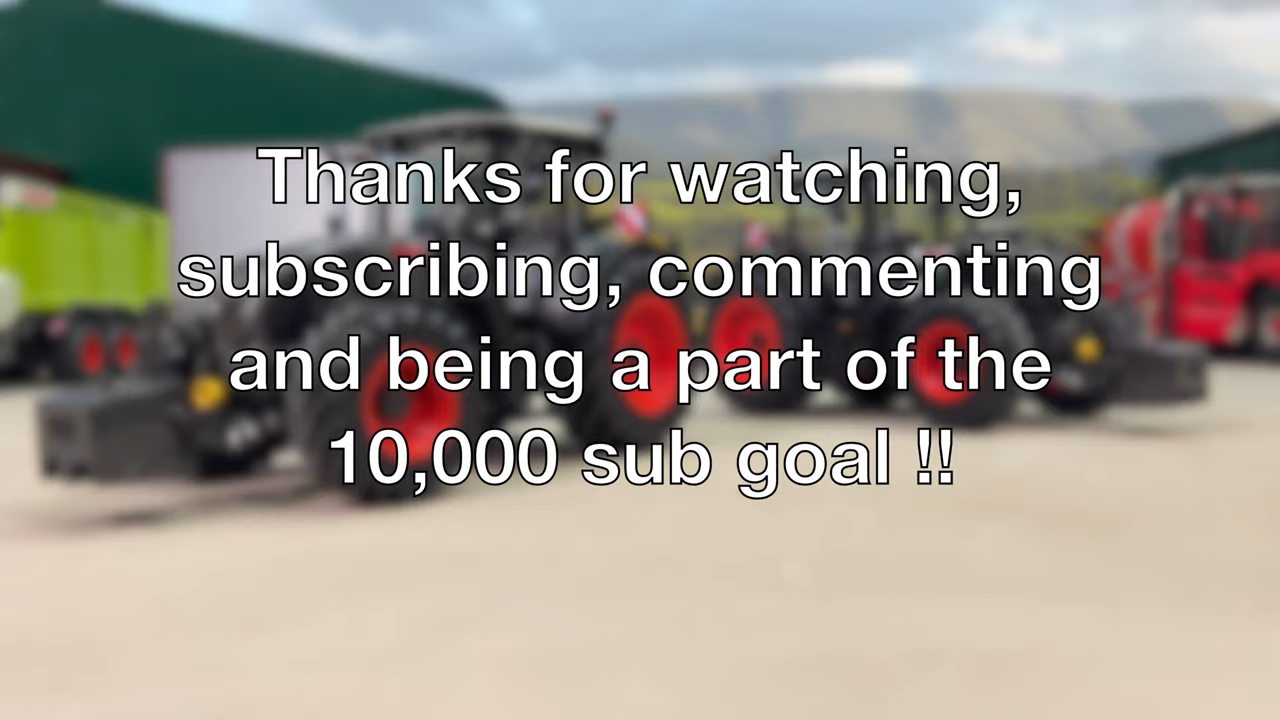 Thanks for watching,
subscribing, commenting
and being a part of the
10,000 sub goal !!